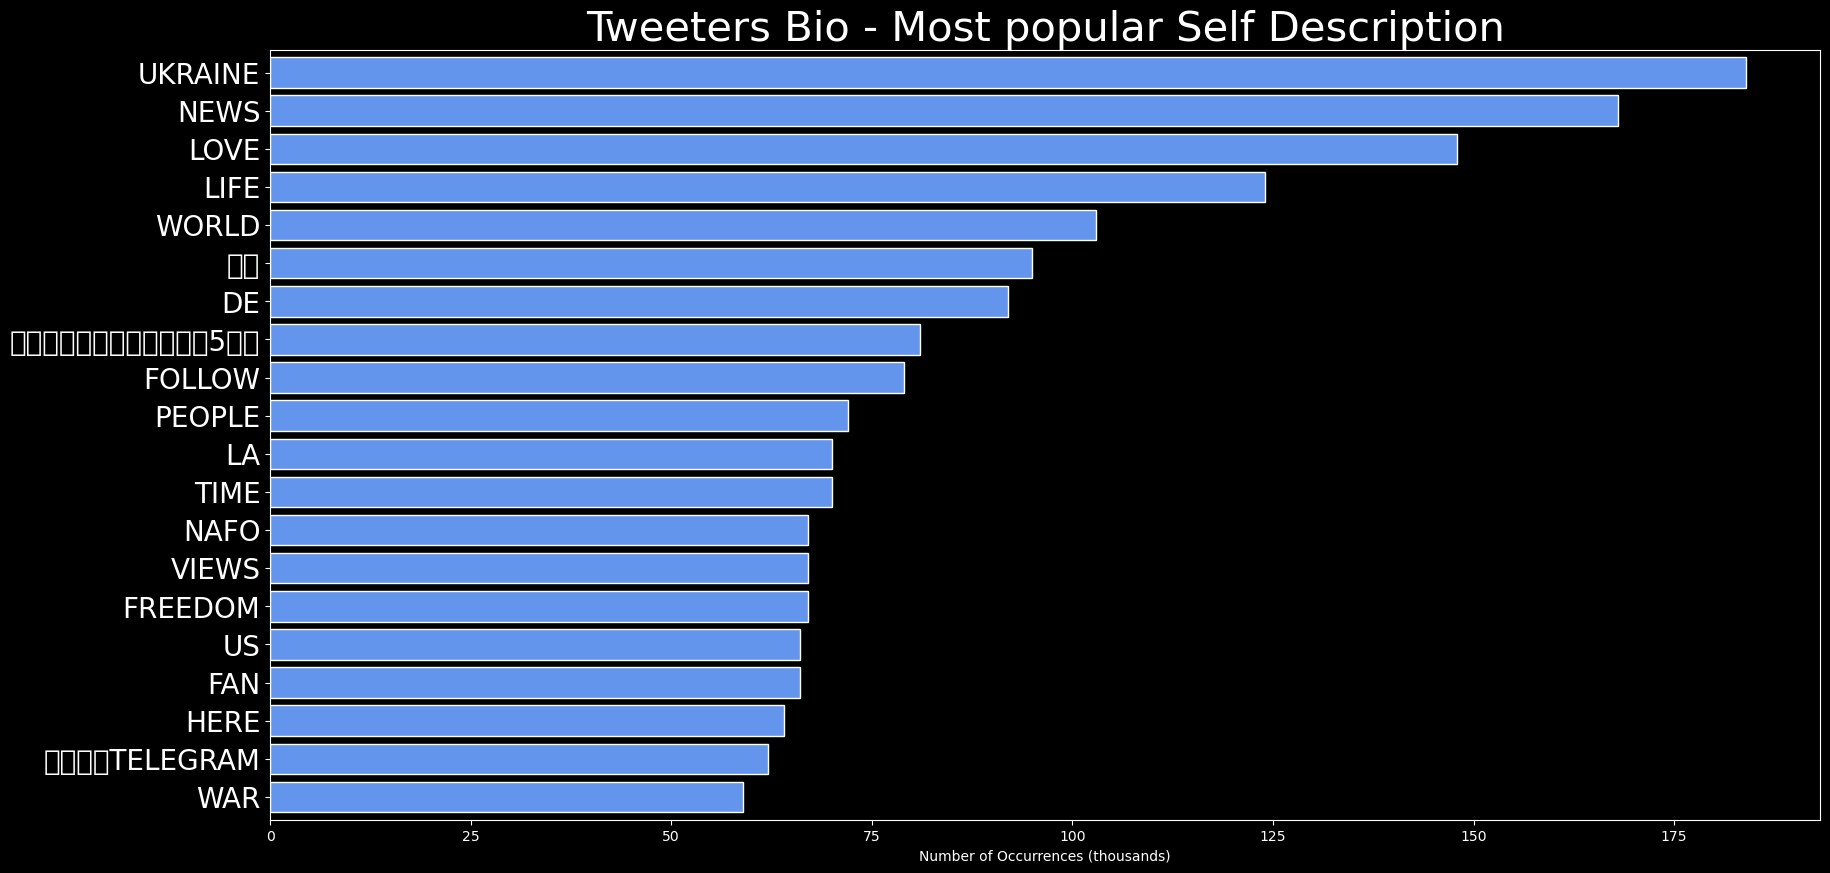 Tweeters Bio - Most popular Self Description
UKRAINE
NEWS
LOVE
LIFE
WORLD
DE
FOLLOW
PEOPLE
LA
TIME
NAFO
VIEWS
FREEDOM
US
FAN
HERE
TELEGRAM
WAR
0 25 50 75 100 125 150 175
Number of Occurrences (thousands)